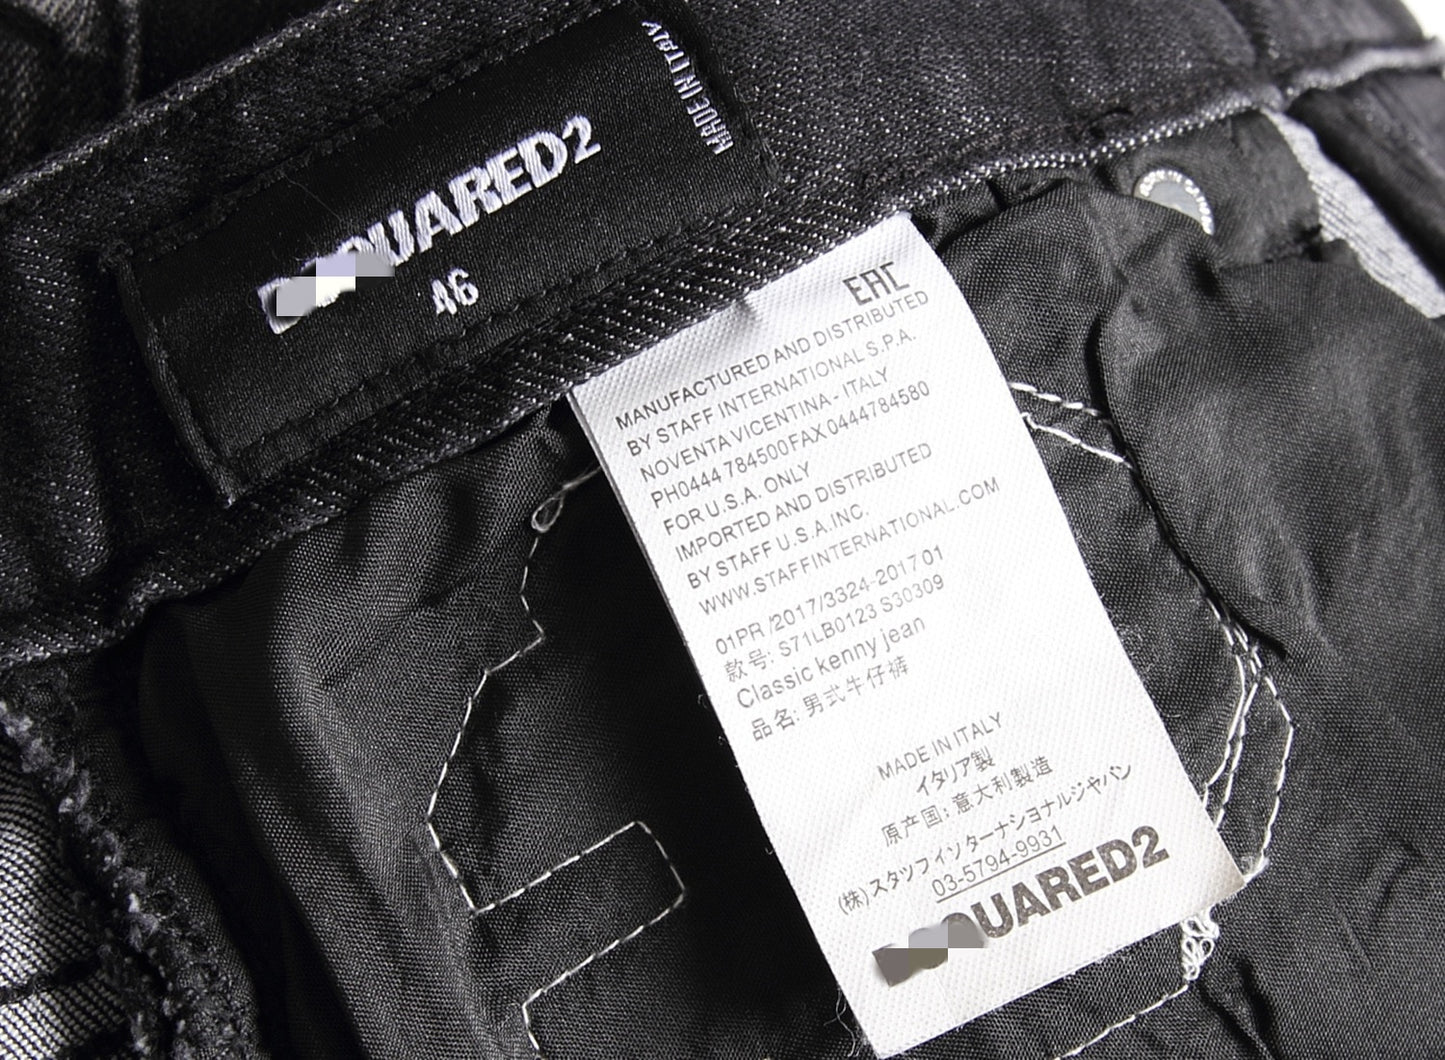 MADE IN ITALY
QUARED2
46
EAC
MANUFACTURED AND DISTRIBUTED
BY STAFF INTERNATIONAL S.P.A.
NOVENTA VICENTINA - ITALY
PH0444 784500 FAX 0444784580
FOR U.S.A. ONLY
IMPORTED AND DISTRIBUTED
BY STAFF U.S.A.INC.
WWW.STAFFINTERNATIONAL.COM
01PR /2017/3324-2017 01
款号: S71LB0123 S30309
Classic kenny jean
品名: 男式牛仔裤
MADE IN ITALY
イタリア製
原产国: 意大利製造
(株)スタッフインターナショナルジャパン
03-5794-9931
QUARED2